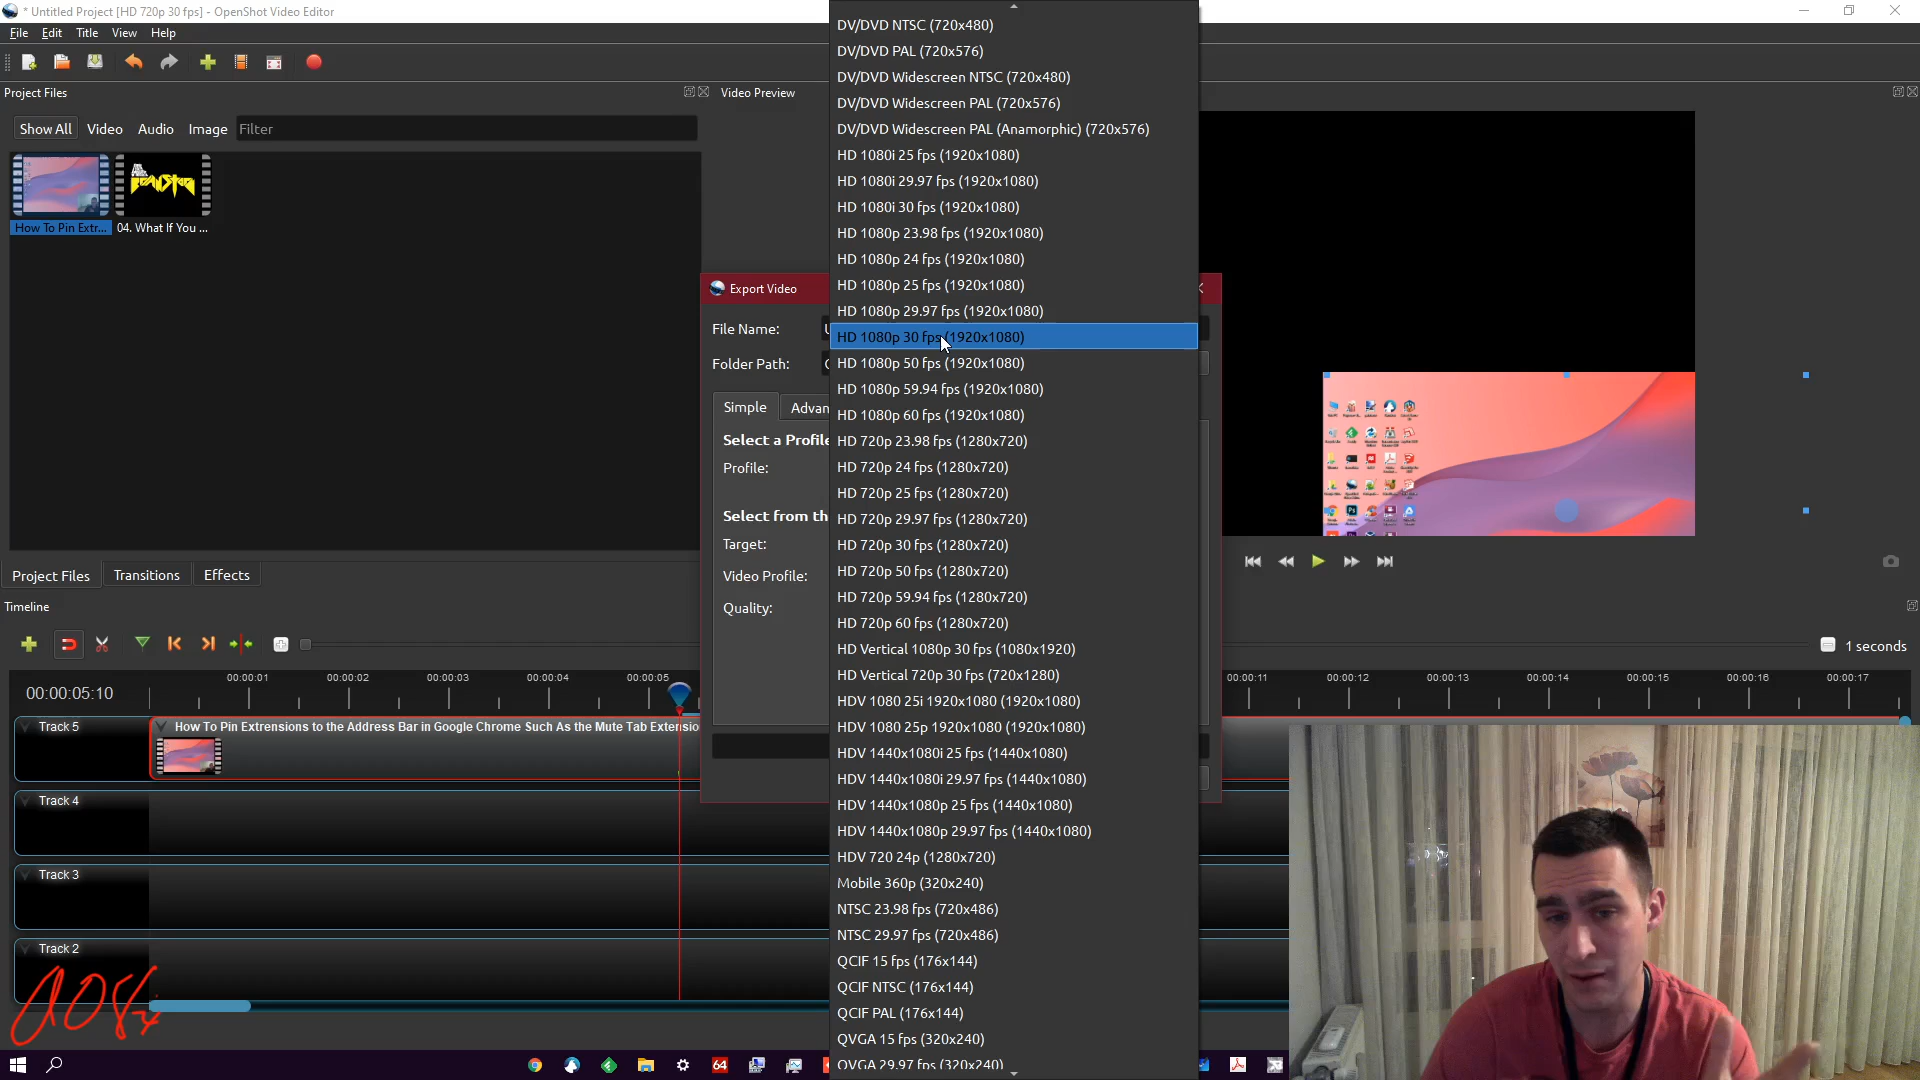 * Untitled Project [HD 720p 30 fps] - OpenShot Video Editor
File Edit Title View Help
Project Files
Video Preview
Show All Video Audio Image Filter
How To Pin Extr...
04. What If You ...
Project Files Transitions Effects
Export Video
File Name:
Folder Path:
Simple Advan
Select a Profile
Profile:
Select from th
Target:
Video Profile:
Quality:
DV/DVD NTSC (720x480)
DV/DVD PAL (720x576)
DV/DVD Widescreen NTSC (720x480)
DV/DVD Widescreen PAL (720x576)
DV/DVD Widescreen PAL (Anamorphic) (720x576)
HD 1080i 25 fps (1920x1080)
HD 1080i 29.97 fps (1920x1080)
HD 1080i 30 fps (1920x1080)
HD 1080p 23.98 fps (1920x1080)
HD 1080p 24 fps (1920x1080)
HD 1080p 25 fps (1920x1080)
HD 1080p 29.97 fps (1920x1080)
HD 1080p 30 fps (1920x1080)
HD 1080p 50 fps (1920x1080)
HD 1080p 59.94 fps (1920x1080)
HD 1080p 60 fps (1920x1080)
HD 720p 23.98 fps (1280x720)
HD 720p 24 fps (1280x720)
HD 720p 25 fps (1280x720)
HD 720p 29.97 fps (1280x720)
HD 720p 30 fps (1280x720)
HD 720p 50 fps (1280x720)
HD 720p 59.94 fps (1280x720)
HD 720p 60 fps (1280x720)
HD Vertical 1080p 30 fps (1080x1920)
HD Vertical 720p 30 fps (720x1280)
HDV 1080 25i 1920x1080 (1920x1080)
HDV 1080 25p 1920x1080 (1920x1080)
HDV 1440x1080i 25 fps (1440x1080)
HDV 1440x1080i 29.97 fps (1440x1080)
HDV 1440x1080p 25 fps (1440x1080)
HDV 1440x1080p 29.97 fps (1440x1080)
HDV 720 24p (1280x720)
Mobile 360p (320x240)
NTSC 23.98 fps (720x486)
NTSC 29.97 fps (720x486)
QCIF 15 fps (176x144)
QCIF NTSC (176x144)
QCIF PAL (176x144)
QVGA 15 fps (320x240)
QVGA 29.97 fps (320x240)
Timeline
1 seconds
00:00:05:10
00:00:01 00:00:02 00:00:03 00:00:04 00:00:05 00:00:11 00:00:12 00:00:13 00:00:14 00:00:15 00:00:16 00:00:17
Track 5
How To Pin Extrensions to the Address Bar in Google Chrome Such As the Mute Tab Extensio
Track 4
Track 3
Track 2
64